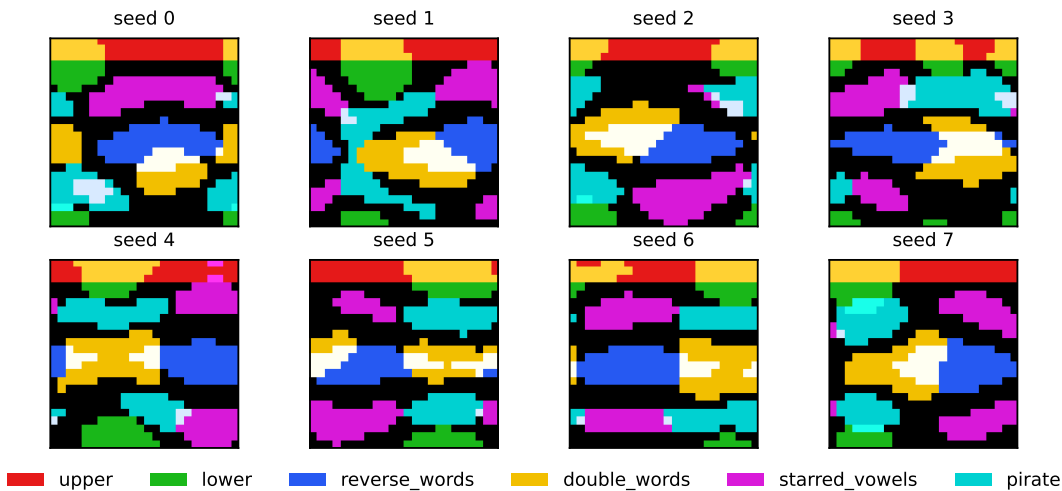 seed 0 seed 1 seed 2 seed 3
seed 4 seed 5 seed 6 seed 7
upper lower reverse_words double_words starred_vowels pirate